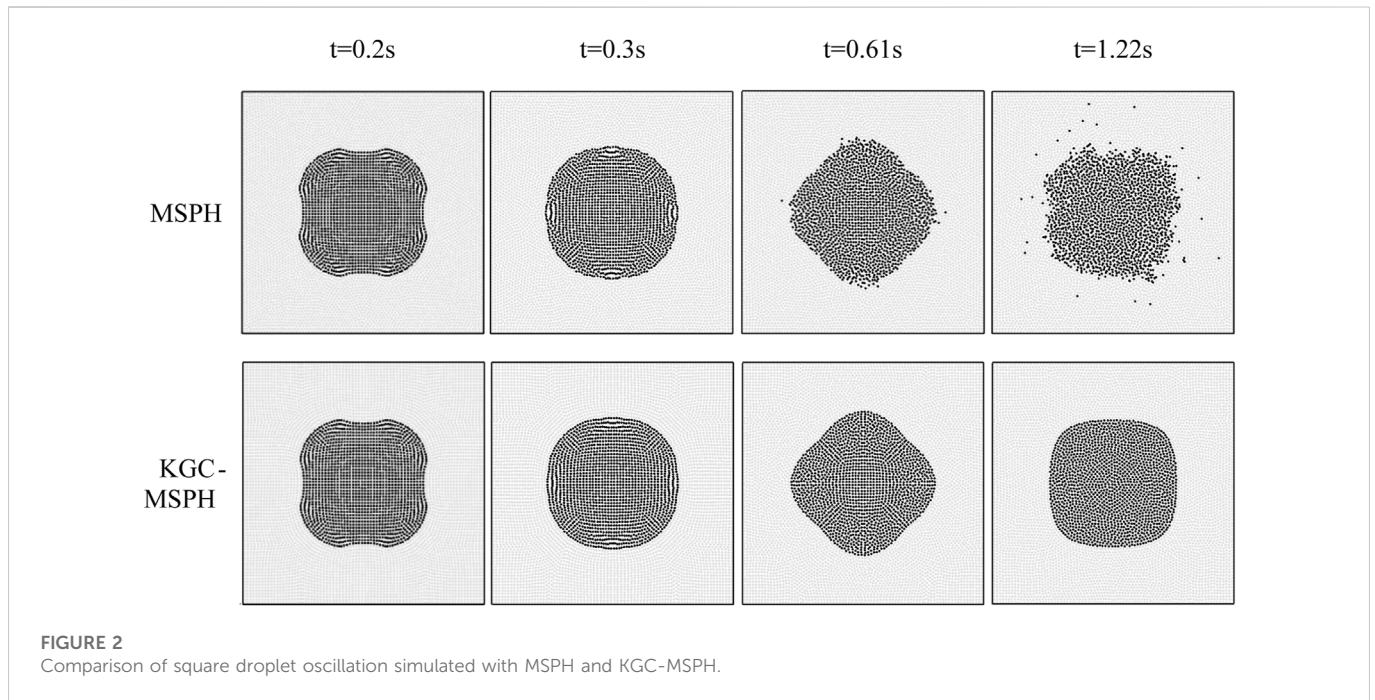 t=0.2s t=0.3s t=0.61s t=1.22s
MSPH
KGC-
MSPH
FIGURE 2
Comparison of square droplet oscillation simulated with MSPH and KGC-MSPH.